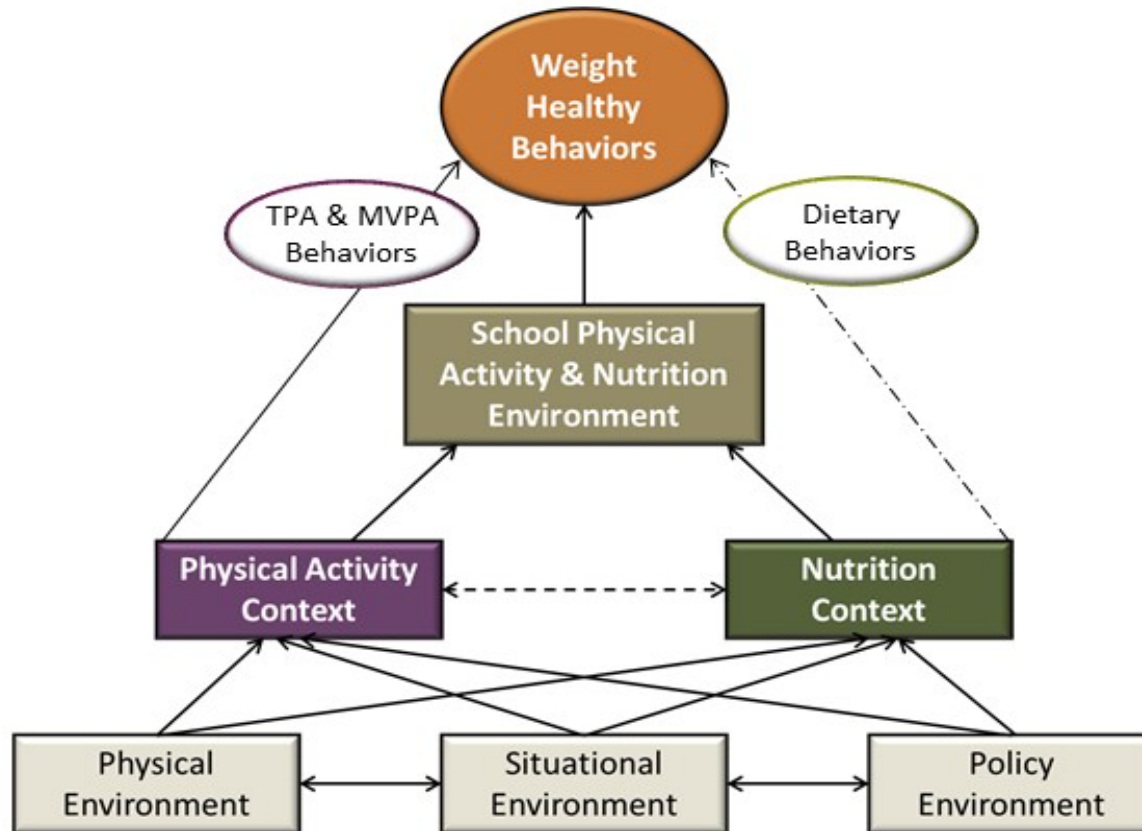 Weight
Healthy
Behaviors
TPA & MVPA
Behaviors
Dietary
Behaviors
School Physical
Activity & Nutrition
Environment
Physical Activity
Context
Nutrition
Context
Physical
Environment
Situational
Environment
Policy
Environment